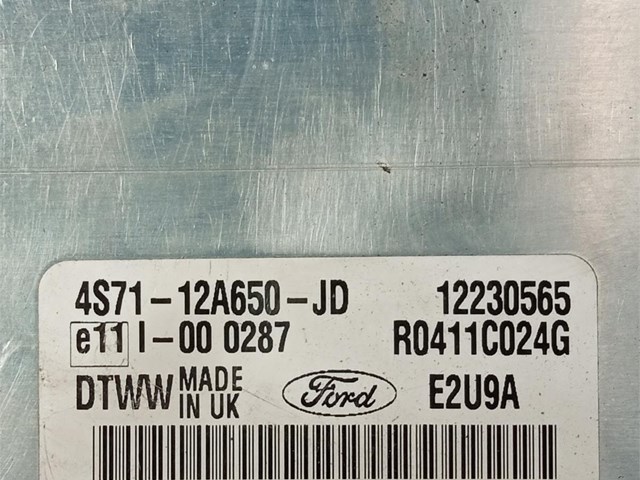 4S71-12A650-JD 12230565
e11 I-00 0287 R0411C024G
DTWW MADE IN UK Ford E2U9A